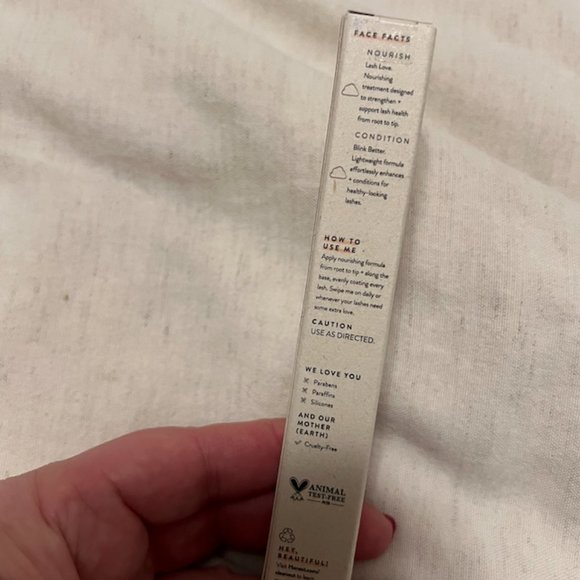 FACE FACTS
NOURISH
Lash Love.
Nourishing
treatment designed
to strengthen +
support lash health
from root to tip.
CONDITION
Blink Better.
Lightweight formula
effortlessly enhances
+ conditions for
healthy-looking
lashes.
HOW TO
USE ME
Apply nourishing formula
from root to tip + along the
base, evenly coating every
lash. Swipe me on daily or
whenever your lashes need
some extra love.
CAUTION
USE AS DIRECTED.
WE LOVE YOU
Parabens
Paraffins
Silicones
AND OUR
MOTHER
(EARTH)
Cruelty-Free
ANIMAL
TEST-FREE
HEY,
BEAUTIFUL!
Visit